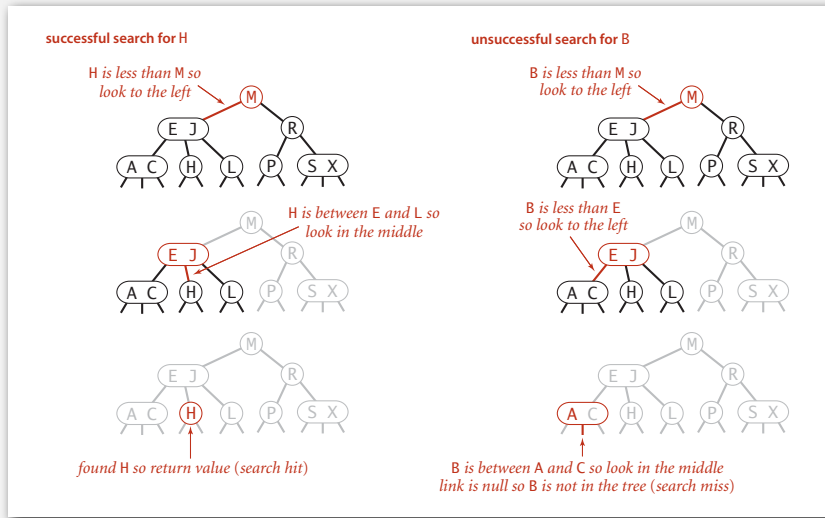 successful search for H
H is less than M so
look to the left
M
E J
R
A C
H
L
P
S X
H is between E and L so
look in the middle
M
E J
R
A C
H
L
P
S X
M
E J
R
A C
H
L
P
S X
found H so return value (search hit)
unsuccessful search for B
B is less than M so
look to the left
M
E J
R
A C
H
L
P
S X
B is less than E
so look to the left
M
E J
R
A C
H
L
P
S X
M
E J
R
A C
H
L
P
S X
B is between A and C so look in the middle
link is null so B is not in the tree (search miss)